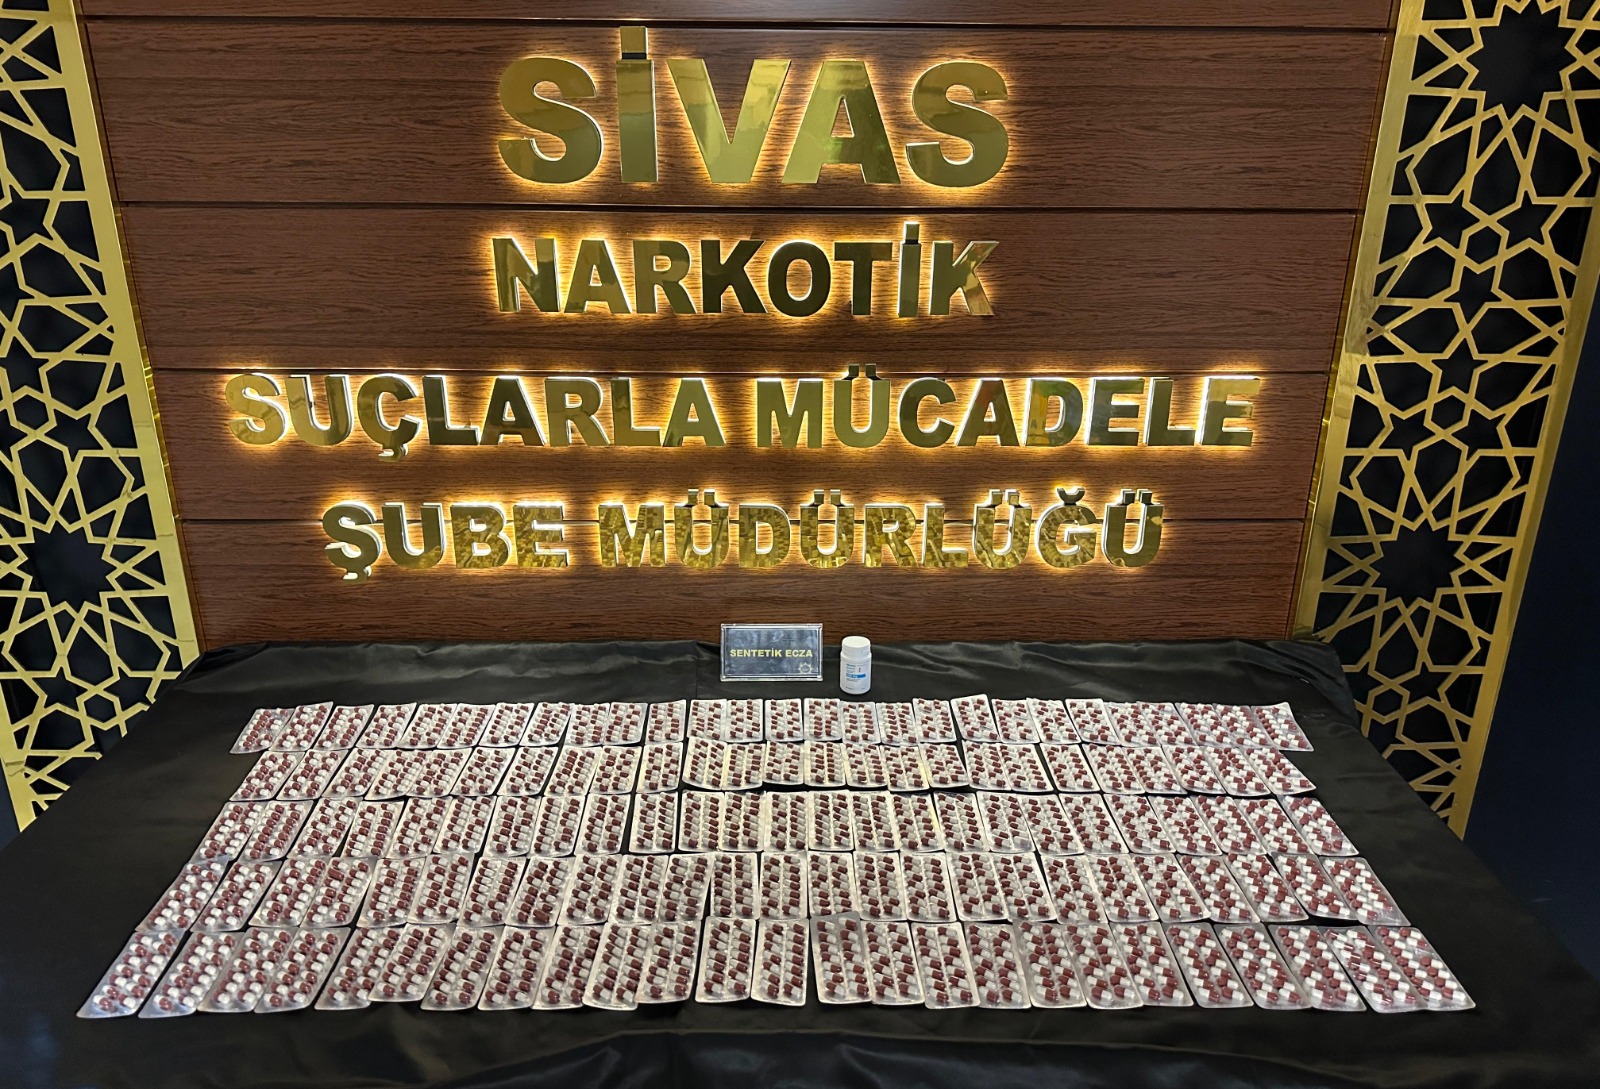 SİVAS
NARKOTİK
SUÇLARLA MÜCADELE
ŞUBE MÜDÜRLÜĞÜ
SENTETİK ECZA